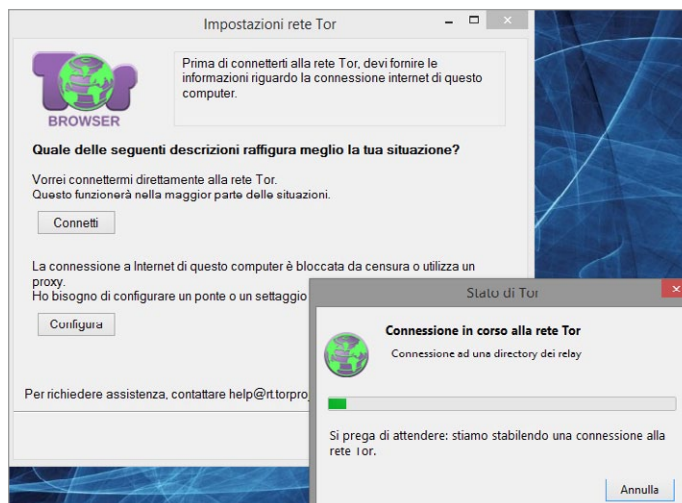 Impostazioni rete Tor
Tor
BROWSER
Prima di connetterti alla rete Tor, devi fornire le
informazioni riguardo la connessione internet di questo
computer.
Quale delle seguenti descrizioni raffigura meglio la tua situazione?
Vorrei connettermi direttamente alla rete Tor.
Questo funzionerà nella maggior parte delle situazioni.
Connetti
La connessione a Internet di questo computer è bloccata da censura o utilizza un
proxy.
Ho bisogno di configurare un ponte o un settaggio
Configura
Per richiedere assistenza, contattare help@rt.torproj
Stato di Tor
Connessione in corso alla rete Tor
Connessione ad una directory dei relay
Si prega di attendere: stiamo stabilendo una connessione alla
rete Tor.
Annulla